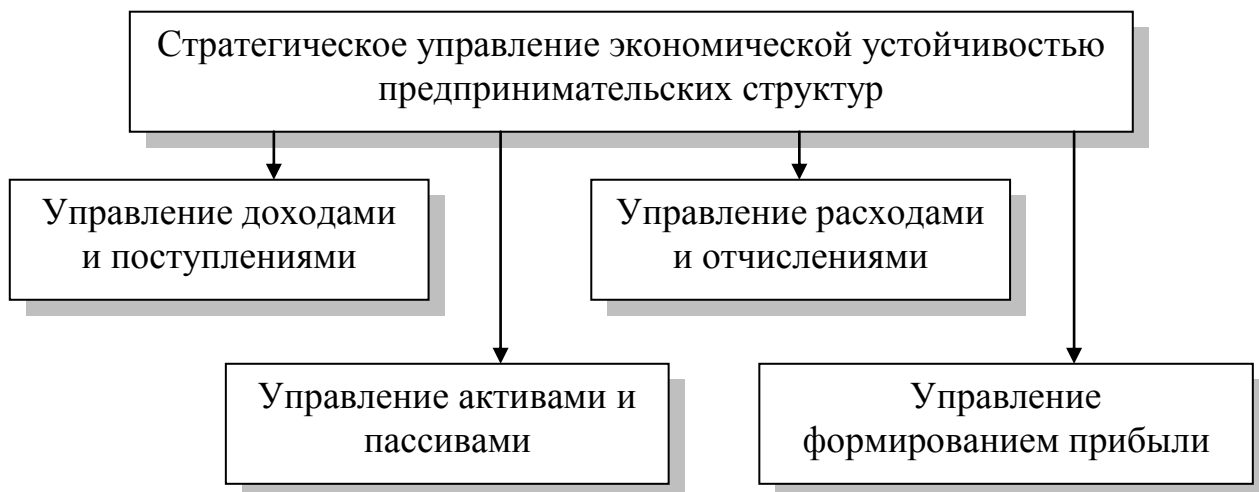 Стратегическое управление экономической устойчивостью
предпринимательских структур
Управление доходами
и поступлениями
Управление расходами
и отчислениями
Управление активами и
пассивами
Управление
формированием прибыли